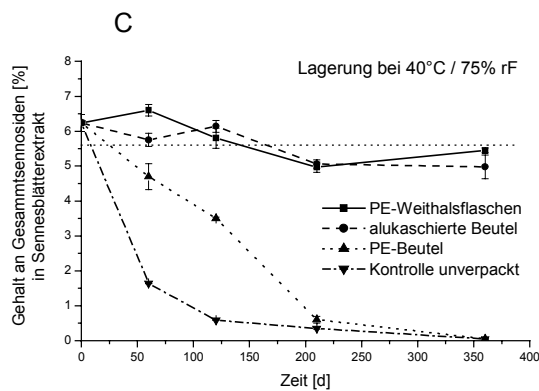 C
Lagerung bei 40°C / 75% rF
Gehalt an Gesammtsennosiden [%]
in Sennesblätterextrakt
8
7
6
5
4
3
2
1
0
PE-Weithalsflaschen
alukaschierte Beutel
PE-Beutel
Kontrolle unverpackt
0
50
100
150
200
250
300
350
400
Zeit [d]